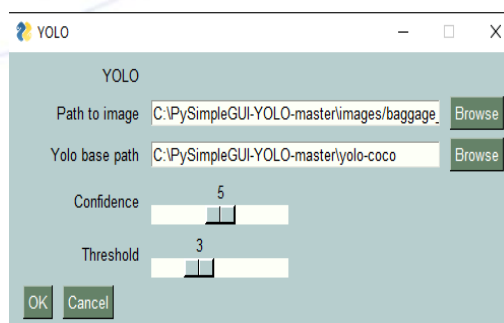 YOLO
YOLO
Path to image C:\PySimpleGUI-YOLO-master\images/baggage_ Browse
Yolo base path C:\PySimpleGUI-YOLO-master\yolo-coco Browse
5
Confidence
3
Threshold
OK Cancel